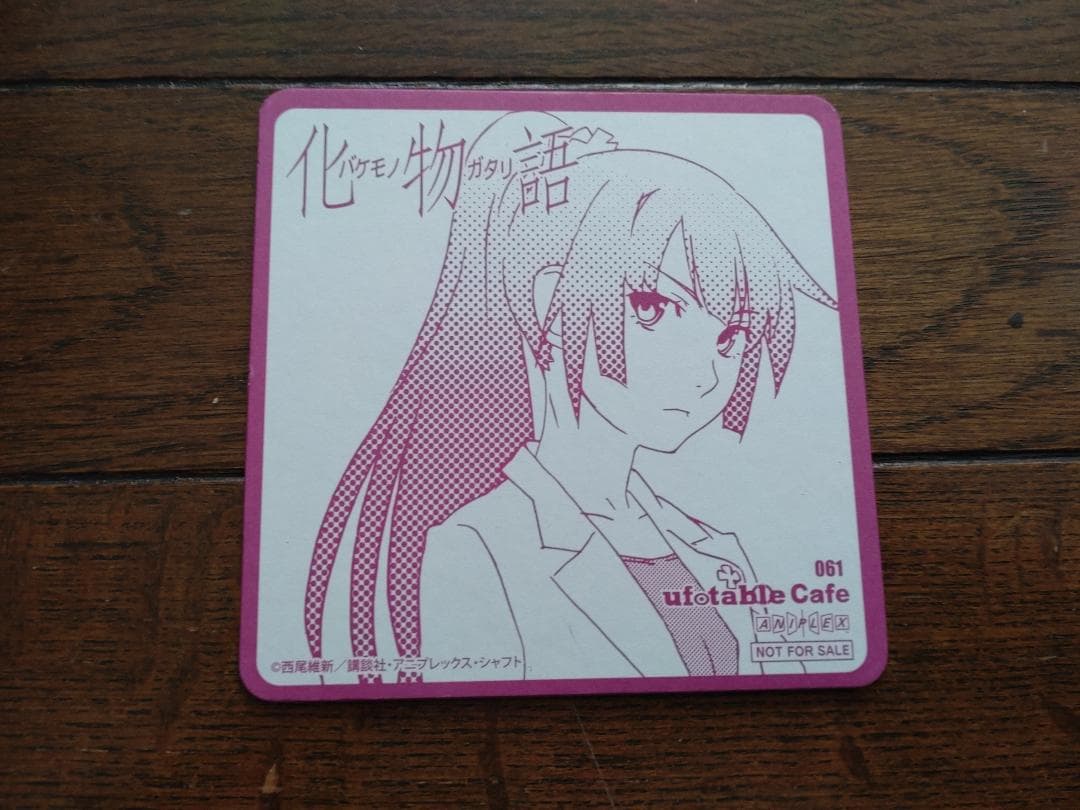 化バケモノ物ガタリ語
061
ufotable Cafe
ANIPLEX
NOT FOR SALE
©西尾維新／講談社・アニプレックス・シャフト